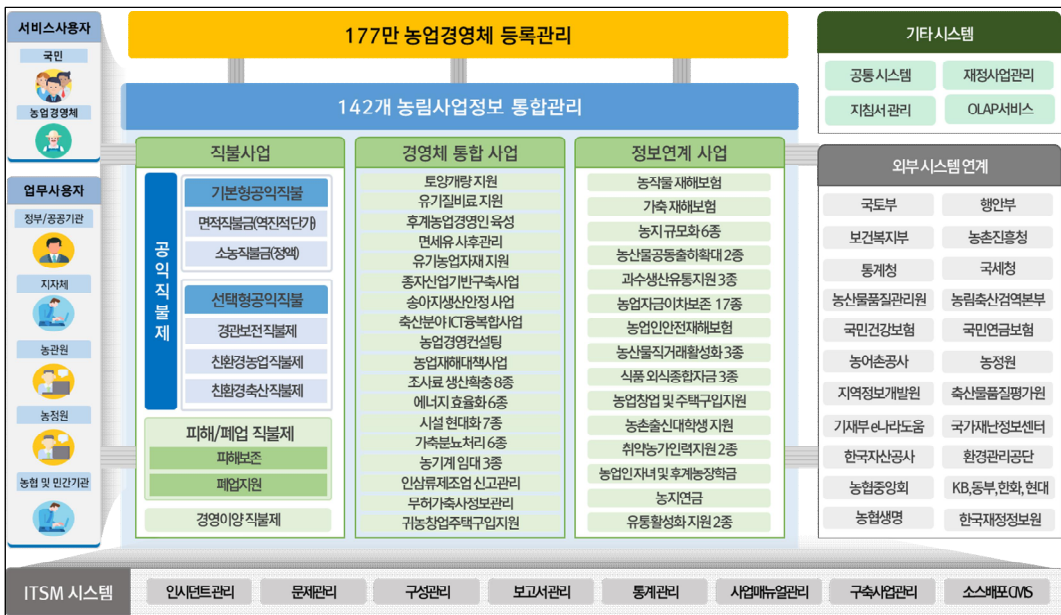 서비스사용자
국민
농업경영체
업무사용자
정부/공공기관
지자체
농관원
농정원
농협 및 민간기관
177만 농업경영체 등록관리
142개 농림사업정보 통합관리
직불사업
공익직불제
기본형공익직불
면적직불금(역진적단가)
소농직불금(정액)
선택형공익직불
경관보전직불제
친환경농업직불제
친환경축산직불제
피해/폐업 직불제
피해보존
폐업지원
경영이양 직불제
경영체 통합 사업
토양개량 지원
유기질비료 지원
후계농업경영인 육성
면세유 사후관리
유기농업자재 지원
종자산업기반구축사업
송아지생산안정 사업
축산분야 ICT융복합사업
농업경영컨설팅
농업재해대책사업
조사료 생산확충 8종
에너지 효율화 6종
시설 현대화 7종
가축분뇨처리 6종
농기계 임대 3종
인삼류제조업 신고관리
무허가축사정보관리
귀농창업주택구입지원
정보연계 사업
농작물 재해보험
가축 재해보험
농지 규모화 6종
농산물공동출하확대 2종
과수생산유통지원 3종
농업자금이차보존 17종
농업인안전재해보험
농산물직거래활성화 3종
식품 외식종합자금 3종
농업창업 및 주택구입지원
농촌출신대학생 지원
취약농가인력지원 2종
농업인자녀 및 후계농장학금
농지연금
유통활성화 지원 2종
기타시스템
공통 시스템
재정사업관리
지침서 관리
OLAP서비스
외부 시스템 연계
국토부
행안부
보건복지부
농촌진흥청
통계청
국세청
농산물품질관리원
농림축산검역본부
국민건강보험
국민연금보험
농어촌공사
농정원
지역정보개발원
축산물품질평가원
기재부 e나라도움
국가재난정보센터
한국자산공사
환경관리공단
농협중앙회
KB,동부,한화,현대
농협생명
한국재정정보원
ITSM 시스템
인시던트관리
문제관리
구성관리
보고서관리
통계관리
사업매뉴얼관리
구축사업관리
소스배포CMS